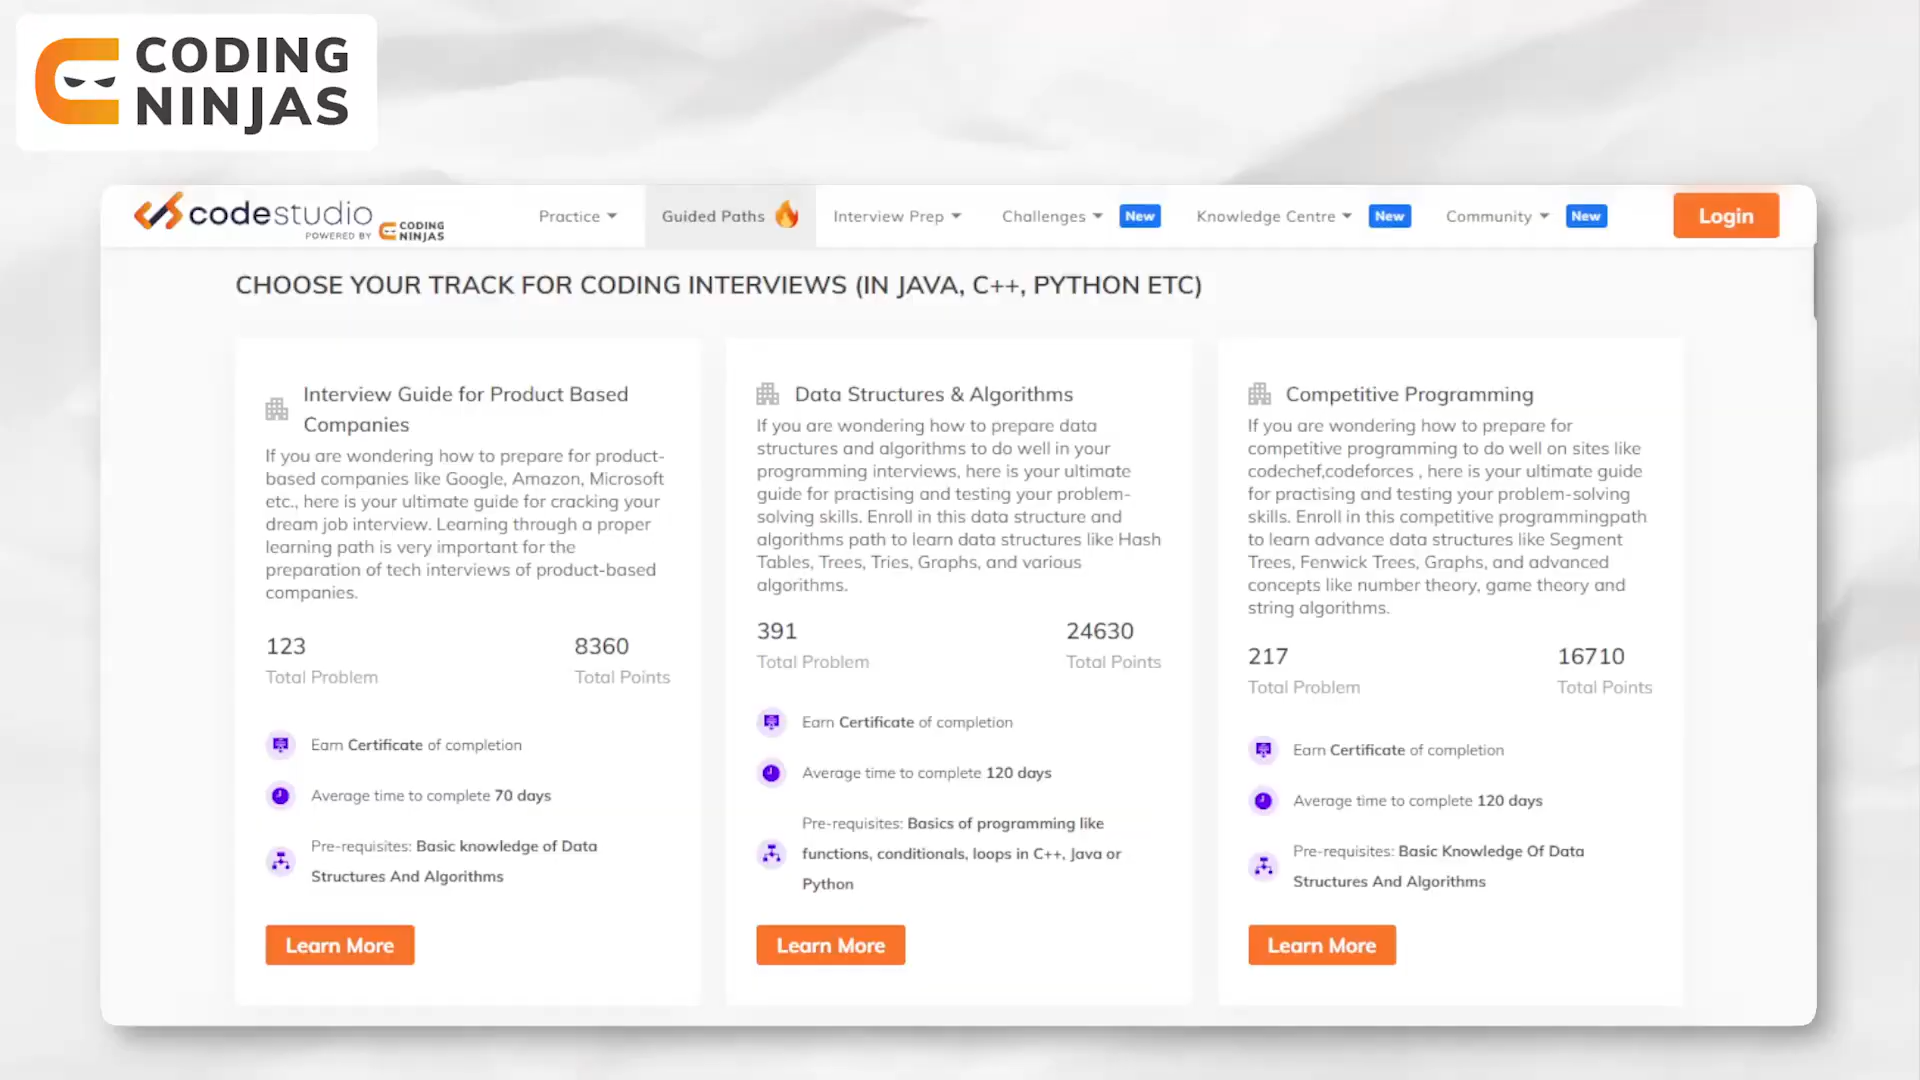 CODING
NINJAS
codestudio
POWERED BY CODING NINJAS
Practice
Guided Paths
Interview Prep
Challenges New
Knowledge Centre New
Community New
Login
CHOOSE YOUR TRACK FOR CODING INTERVIEWS (IN JAVA, C++, PYTHON ETC)
Interview Guide for Product Based
Companies
If you are wondering how to prepare for product-
based companies like Google, Amazon, Microsoft
etc., here is your ultimate guide for cracking your
dream job interview. Learning through a proper
learning path is very important for the
preparation of tech interviews of product-based
companies.
123 8360
Total Problem Total Points
Earn Certificate of completion
Average time to complete 70 days
Pre-requisites: Basic knowledge of Data
Structures And Algorithms
Learn More
Data Structures & Algorithms
If you are wondering how to prepare data
structures and algorithms to do well in your
programming interviews, here is your ultimate
guide for practising and testing your problem-
solving skills. Enroll in this data structure and
algorithms path to learn data structures like Hash
Tables, Trees, Tries, Graphs, and various
algorithms.
391 24630
Total Problem Total Points
Earn Certificate of completion
Average time to complete 120 days
Pre-requisites: Basics of programming like
functions, conditionals, loops in C++, Java or
Python
Learn More
Competitive Programming
If you are wondering how to prepare for
competitive programming to do well on sites like
codechef,codeforces , here is your ultimate guide
for practising and testing your problem-solving
skills. Enroll in this competitive programmingpath
to learn advance data structures like Segment
Trees, Fenwick Trees, Graphs, and advanced
concepts like number theory, game theory and
string algorithms.
217 16710
Total Problem Total Points
Earn Certificate of completion
Average time to complete 120 days
Pre-requisites: Basic Knowledge Of Data
Structures And Algorithms
Learn More